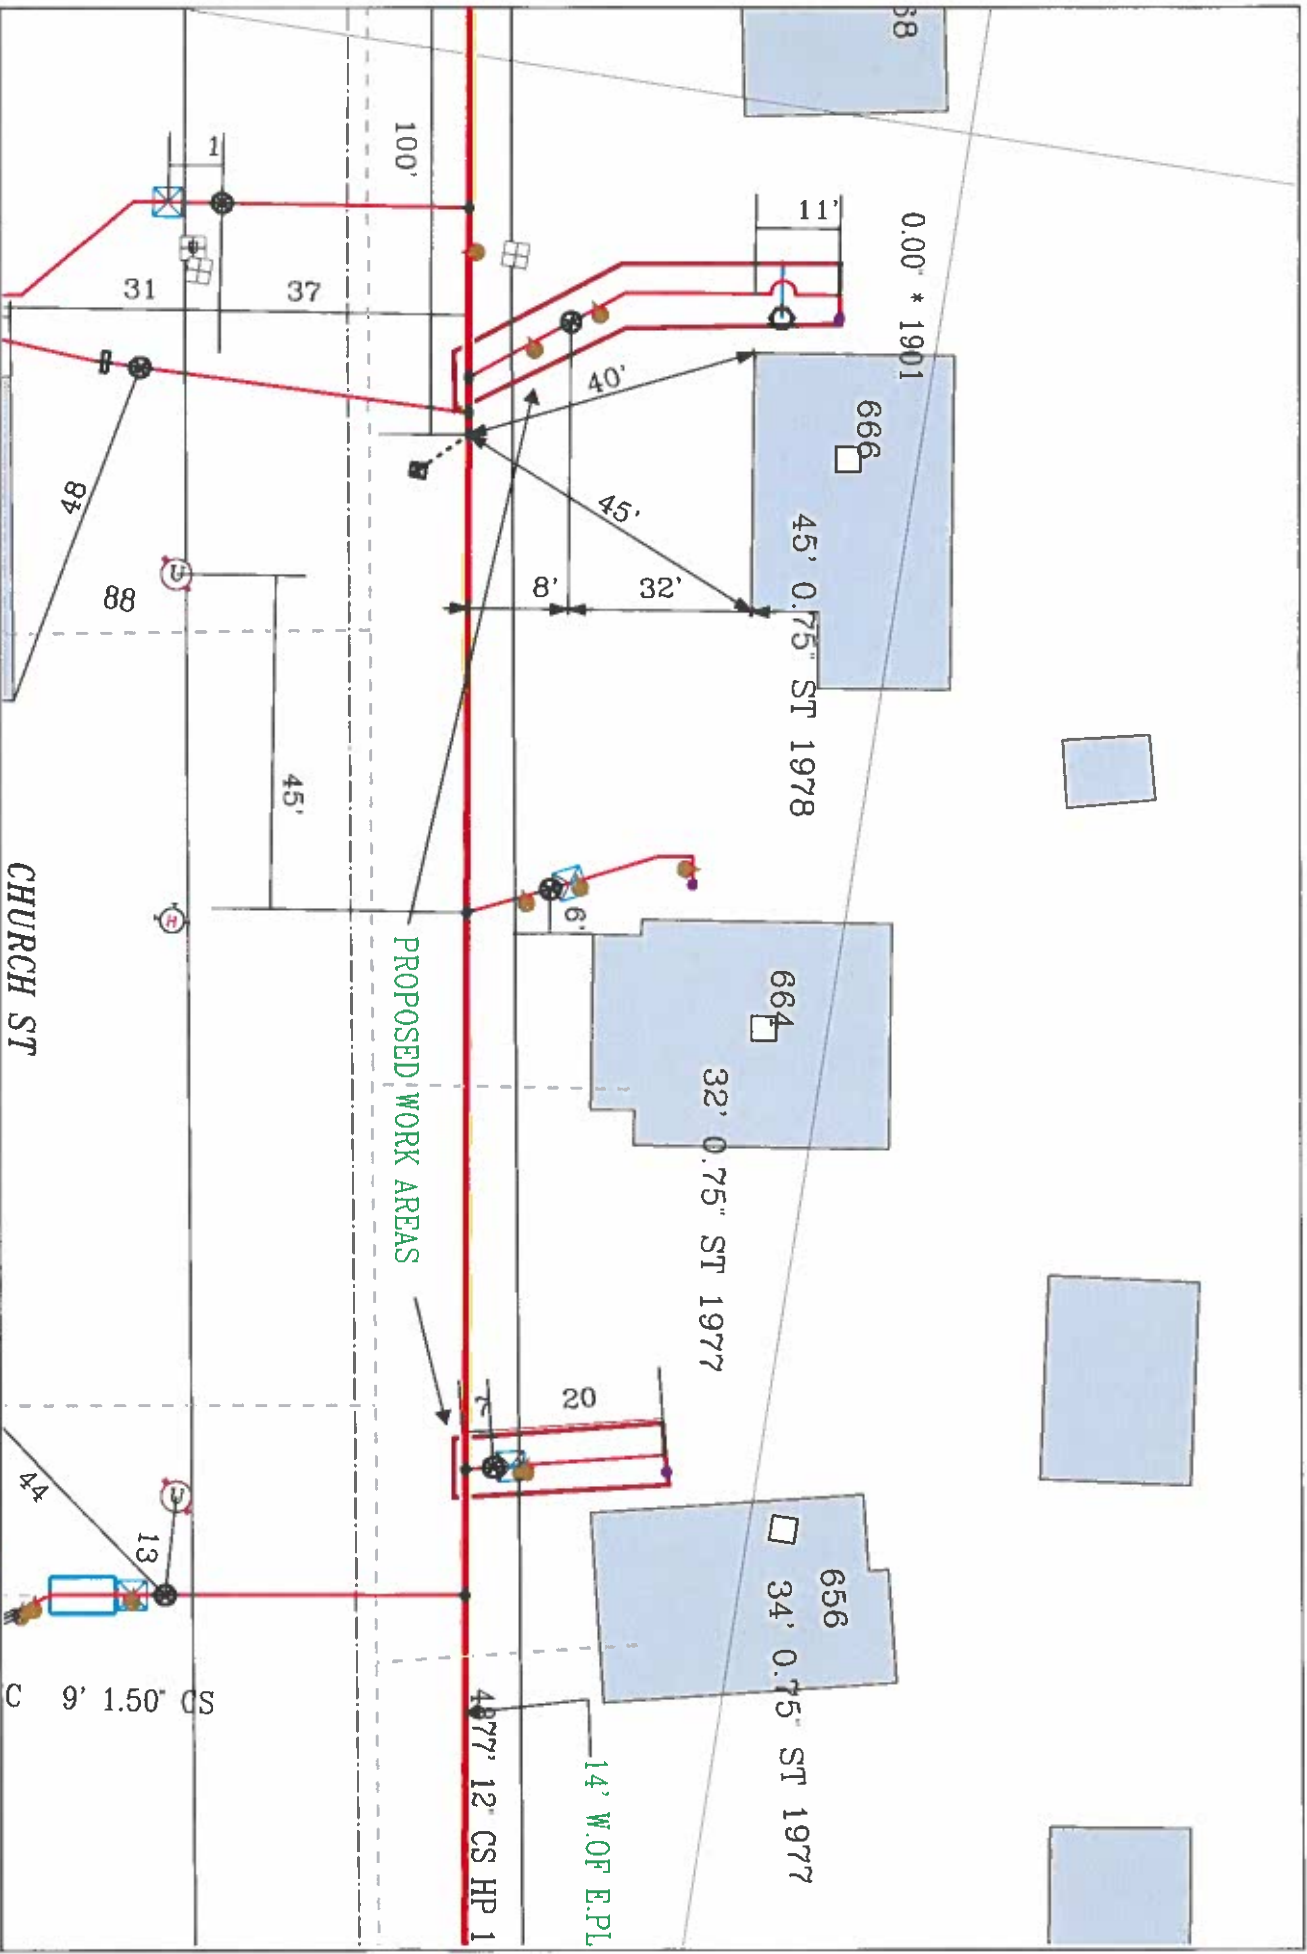 68
0.00" * 1901
11'
100'
1
31
37
40'
666
45' 0.75" ST 1978
45'
8'
32'
48
U
88
45'
H
6'
664
32' 0.75" ST 1977
CHURCH ST
PROPOSED WORK AREAS
20
U
44
13
656
34' 0.75" ST 1977
C 9' 1.50" CS
12" CS HP 1
14' W.OF E.PL